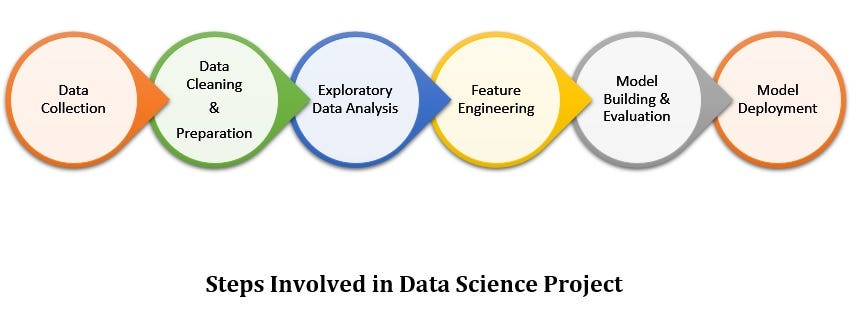 Data
Collection
Data
Cleaning
&
Preparation
Exploratory
Data Analysis
Feature
Engineering
Model
Building &
Evaluation
Model
Deployment
Steps Involved in Data Science Project